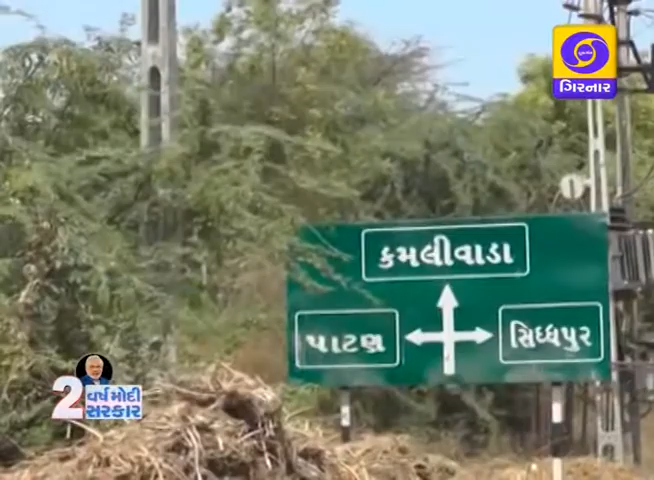 ગિરનાર
કમલીવાડા
પાટણ
સિધ્ધપુર
2 વર્ષ મોદી
સરકાર